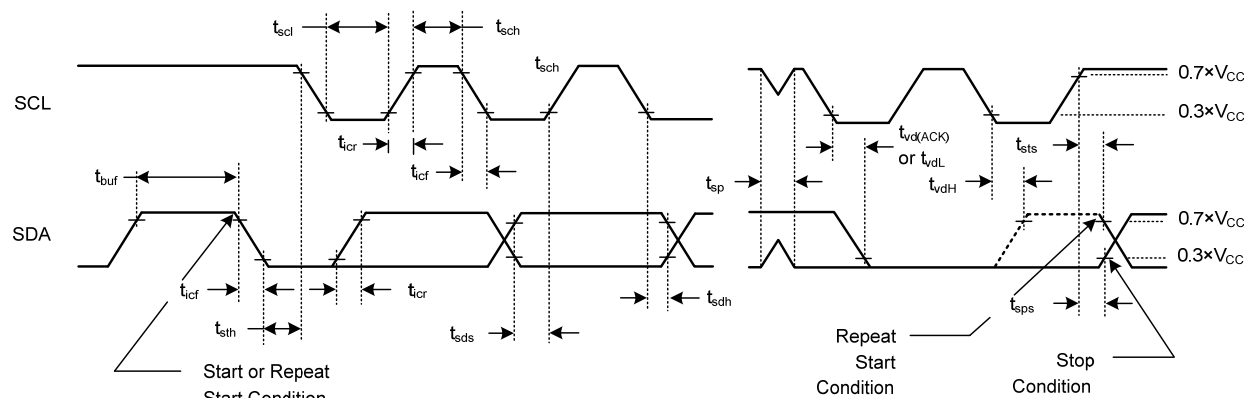 tscl
tsch
tsch
0.7×VCC
SCL
0.3×VCC
ticr
tvd(ACK)
or tvdL
tsts
ticf
tbuf
tsp
tvdH
SDA
0.7×VCC
0.3×VCC
ticf
ticr
tsdh
tsps
tsth
tsds
Repeat
Start
Condition
Stop
Condition
Start or Repeat
Start Condition